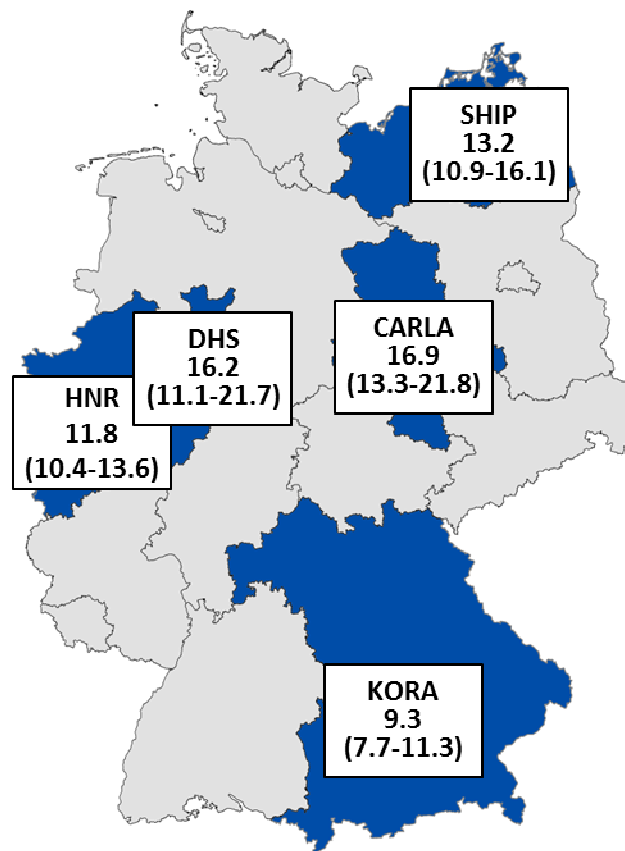 SHIP
13.2
(10.9-16.1)
DHS
16.2
(11.1-21.7)
CARLA
16.9
(13.3-21.8)
HNR
11.8
(10.4-13.6)
KORA
9.3
(7.7-11.3)